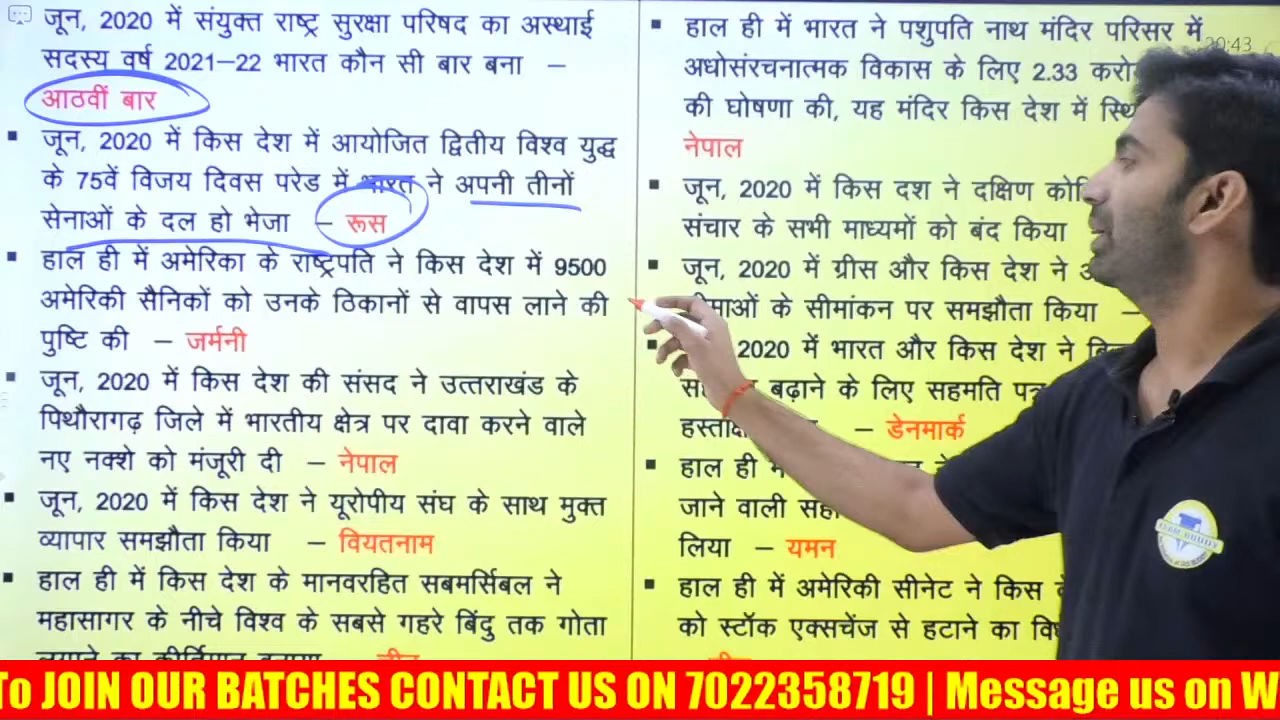 जून, 2020 में संयुक्त राष्ट्र सुरक्षा परिषद का अस्थाई
सदस्य वर्ष 2021–22 भारत कौन सी बार बना –
आठवीं बार
जून, 2020 में किस देश में आयोजित द्वितीय विश्व युद्ध
के 75वें विजय दिवस परेड में भारत ने अपनी तीनों
सेनाओं के दल हो भेजा – रूस
हाल ही में अमेरिका के राष्ट्रपति ने किस देश में 9500
अमेरिकी सैनिकों को उनके ठिकानों से वापस लाने की
पुष्टि की – जर्मनी
जून, 2020 में किस देश की संसद ने उत्तराखंड के
पिथौरागढ़ जिले में भारतीय क्षेत्र पर दावा करने वाले
नए नक्शे को मंजूरी दी – नेपाल
जून, 2020 में किस देश ने यूरोपीय संघ के साथ मुक्त
व्यापार समझौता किया – वियतनाम
हाल ही में किस देश के मानवरहित सबमर्सिबल ने
महासागर के नीचे विश्व के सबसे गहरे बिंदु तक गोता
हाल ही में भारत ने पशुपति नाथ मंदिर परिसर में
20:43
अधोसंरचनात्मक विकास के लिए 2.33
की घोषणा की, यह मंदिर किस देश में
नेपाल
जून, 2020 में किस दश ने दक्षिण
संचार के सभी माध्यमों को बंद किया
जून, 2020 में ग्रीस और किस देश ने
के सीमांकन पर समझौता किया –
2020 में भारत और किस देश ने
बढ़ाने के लिए सहमति पत्र
– डेनमार्क
हाल ही में
जाने वाली
लिया – यमन
हाल ही में अमेरिकी सीनेट ने किस
को स्टॉक एक्सचेंज से हटाने का
To JOIN OUR BATCHES CONTACT US ON 7022358719 | Message us on W